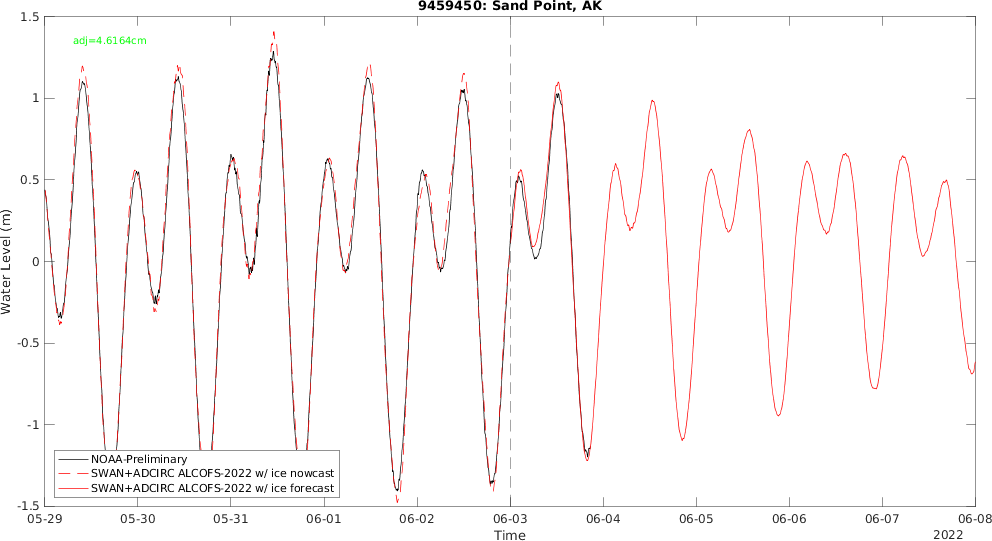 9459450: Sand Point, AK
adj=4.6164cm
Water Level (m)
1.5
1
0.5
0
-0.5
-1
-1.5
NOAA-Preliminary
SWAN+ADCIRC ALCOFS-2022 w/ ice nowcast
SWAN+ADCIRC ALCOFS-2022 w/ ice forecast
05-29 05-30 05-31 06-01 06-02 06-03 06-04 06-05 06-06 06-07 06-08
Time
2022